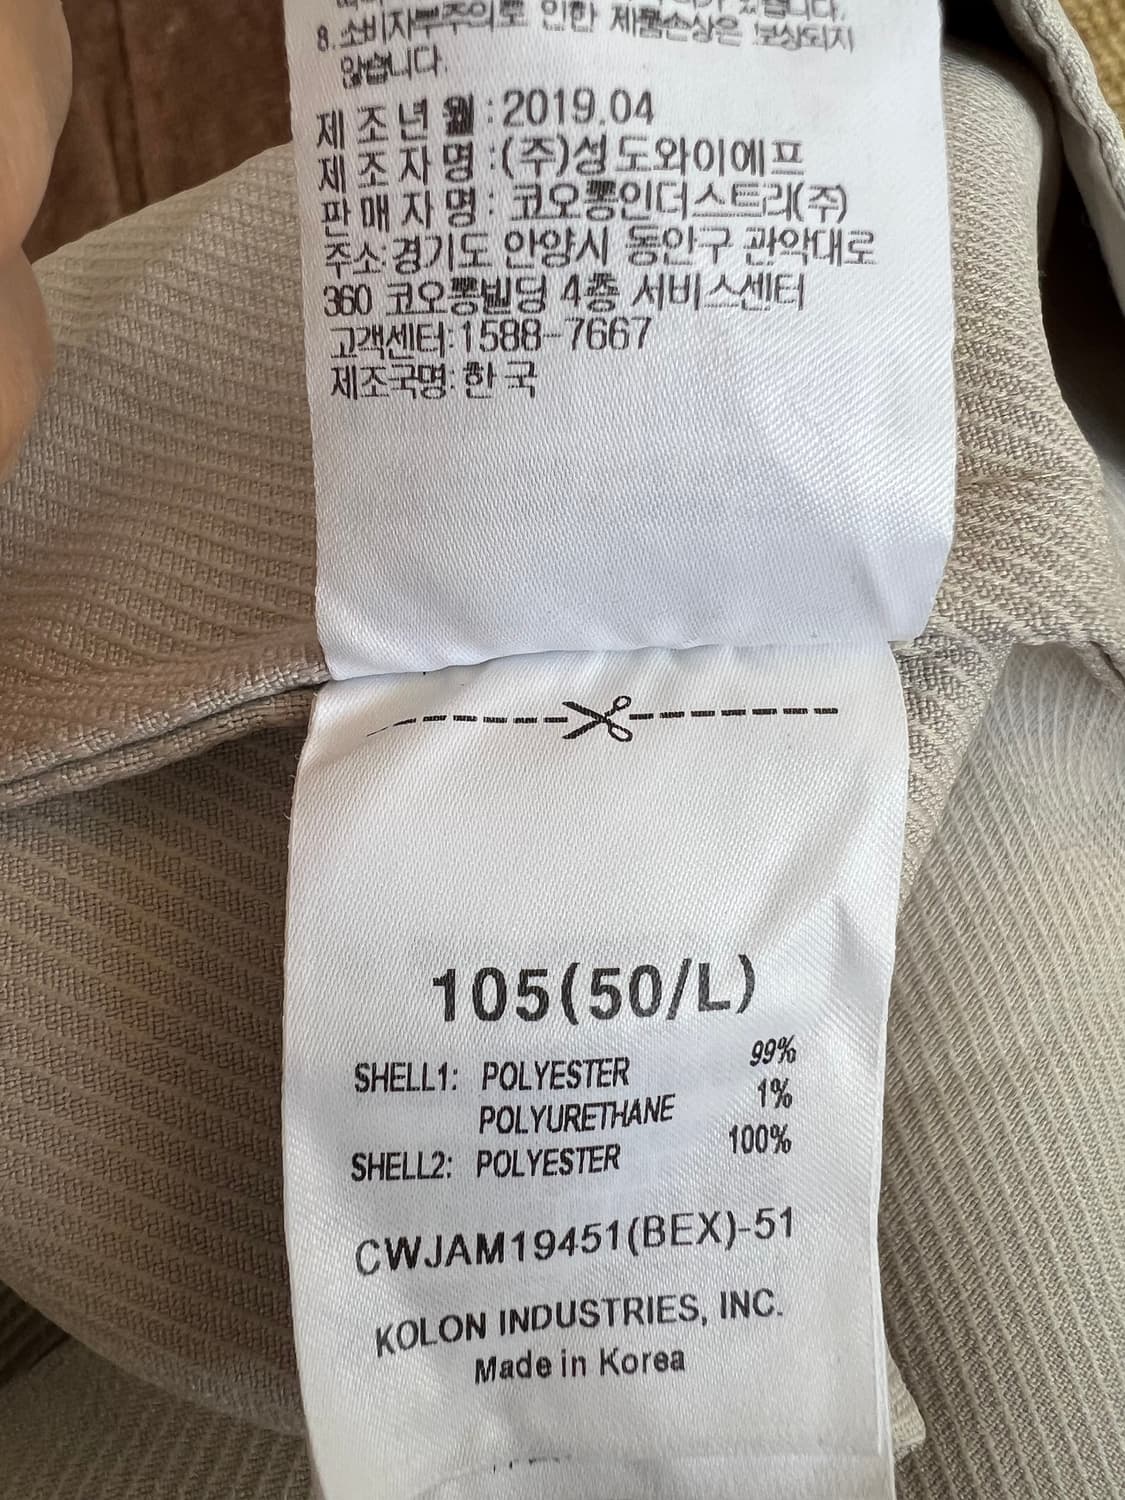 있습니다.
8.소비자부주의로 인한 제품손상은 보상되지
않습니다.
제조년월:2019.04
제조자명:(주)성도와이에프
판매자명:코오롱인더스트리(주)
주소:경기도 안양시 동안구 관악대로
360 코오롱빌딩 4층 서비스센터
고객센터:1588-7667
제조국명:한국
105(50/L)
SHELL1: POLYESTER 99%
POLYURETHANE 1%
SHELL2: POLYESTER 100%
CWJAM19451(BEX)-51
KOLON INDUSTRIES, INC.
Made in Korea